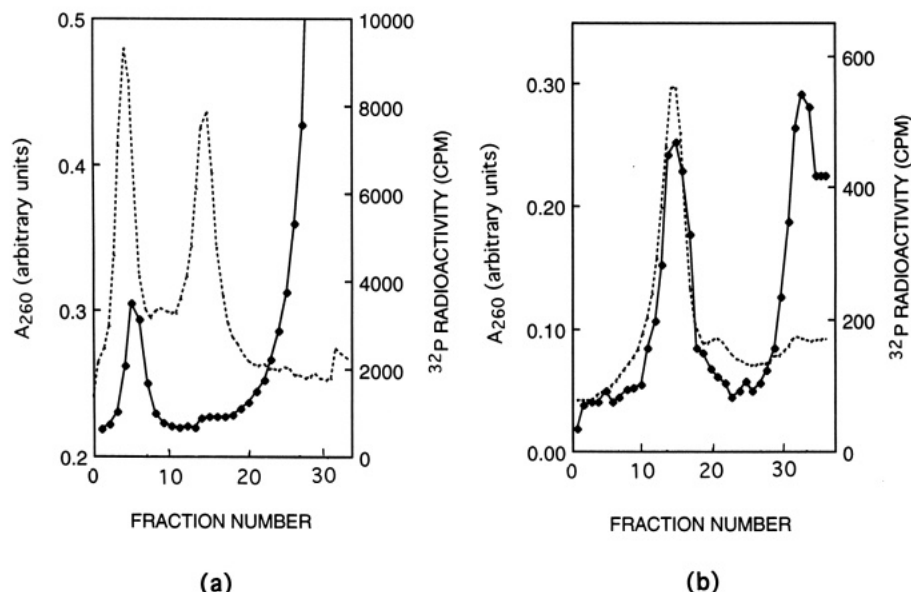 0.5
0.4
0.3
0.2
A260 (arbitrary units)
10000
8000
6000
4000
2000
0
32P RADIOACTIVITY (CPM)
0 10 20 30
FRACTION NUMBER
(a)
0.30
0.20
0.10
0.00
A260 (arbitrary units)
600
400
200
0
32P RADIOACTIVITY (CPM)
0 10 20 30
FRACTION NUMBER
(b)